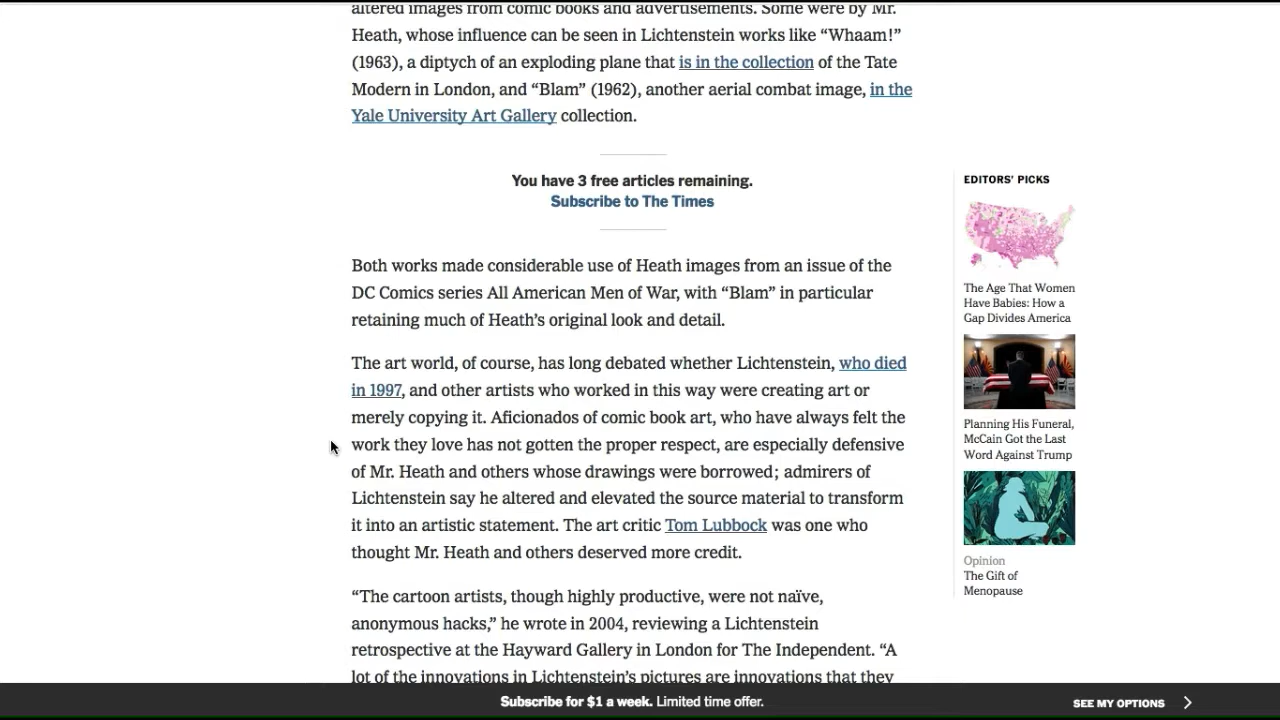 altered images from comic books and advertisements. Some were by Mr.
Heath, whose influence can be seen in Lichtenstein works like “Whaam!”
(1963), a diptych of an exploding plane that is in the collection of the Tate
Modern in London, and “Blam” (1962), another aerial combat image, in the
Yale University Art Gallery collection.
You have 3 free articles remaining.
Subscribe to The Times
Both works made considerable use of Heath images from an issue of the
DC Comics series All American Men of War, with “Blam” in particular
retaining much of Heath’s original look and detail.
The art world, of course, has long debated whether Lichtenstein, who died
in 1997, and other artists who worked in this way were creating art or
merely copying it. Aficionados of comic book art, who have always felt the
work they love has not gotten the proper respect, are especially defensive
of Mr. Heath and others whose drawings were borrowed; admirers of
Lichtenstein say he altered and elevated the source material to transform
it into an artistic statement. The art critic Tom Lubbock was one who
thought Mr. Heath and others deserved more credit.
“The cartoon artists, though highly productive, were not naïve,
anonymous hacks,” he wrote in 2004, reviewing a Lichtenstein
retrospective at the Hayward Gallery in London for The Independent. “A
lot of the innovations in Lichtenstein’s pictures are innovations that they
EDITORS’ PICKS
The Age That Women
Have Babies: How a
Gap Divides America
Planning His Funeral,
McCain Got the Last
Word Against Trump
Opinion
The Gift of
Menopause
Subscribe for $1 a week. Limited time offer.
SEE MY OPTIONS